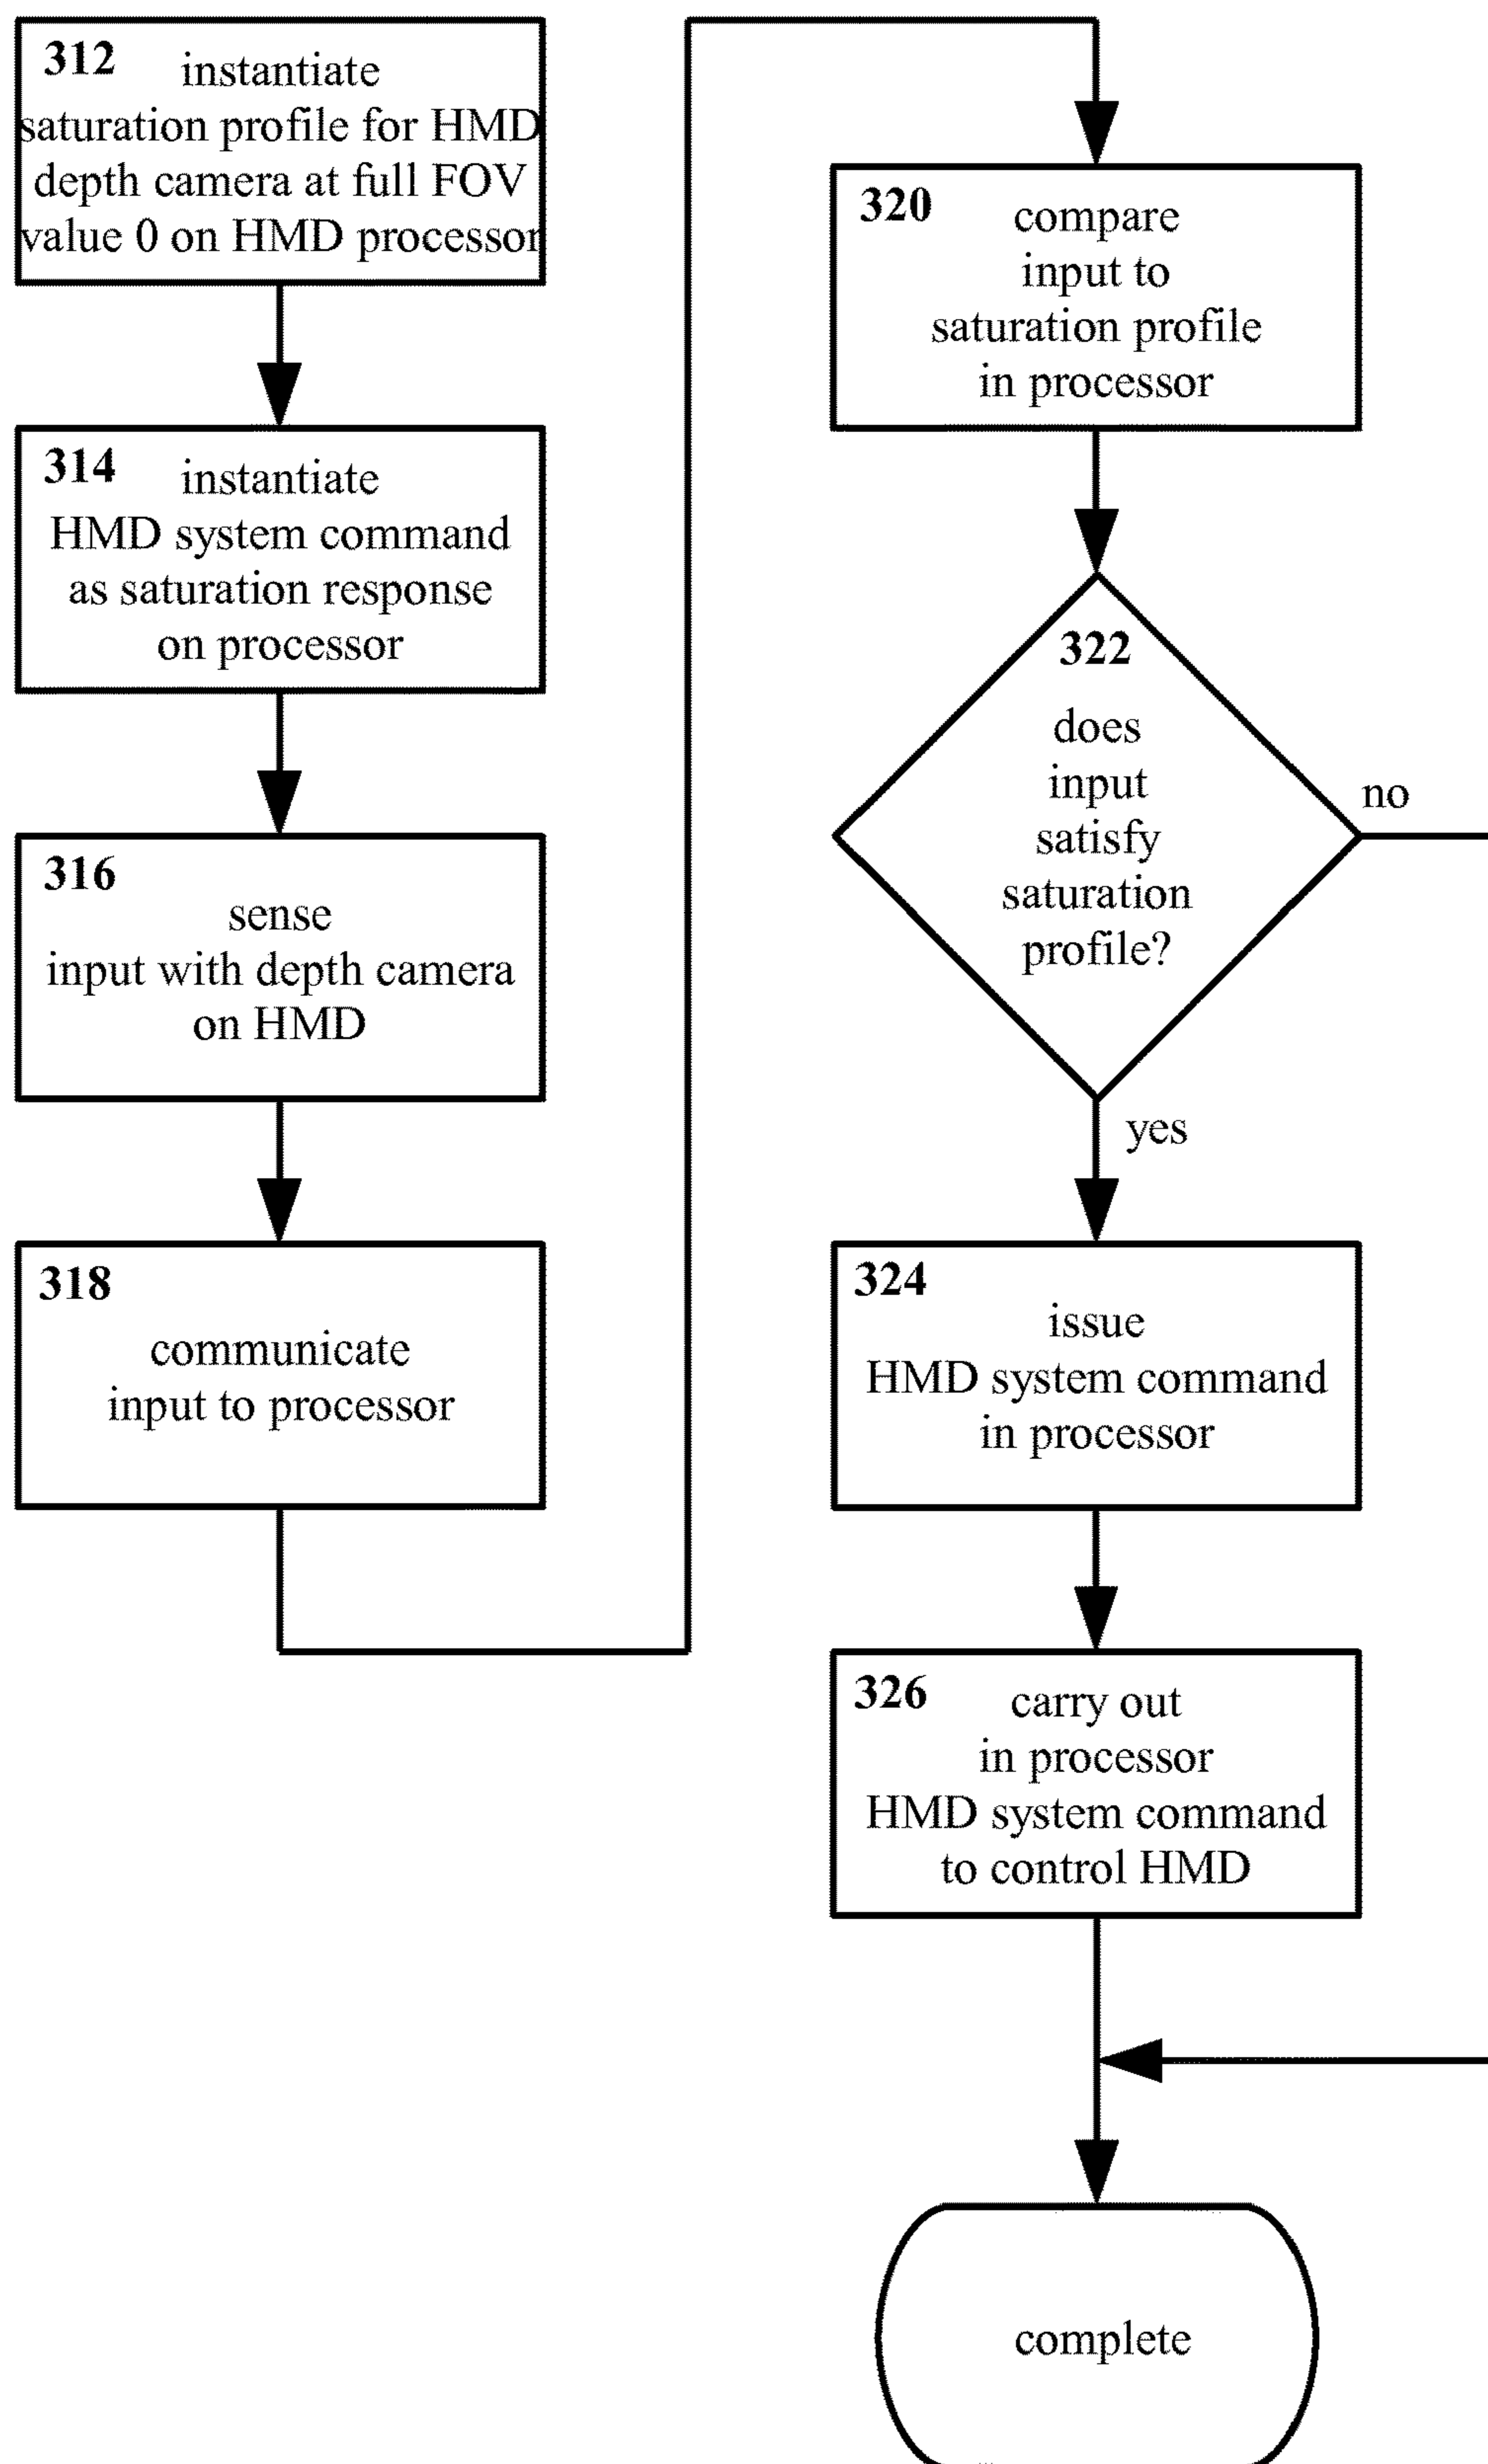 312 instantiate
saturation profile for HMD
depth camera at full FOV
value 0 on HMD processor
314 instantiate
HMD system command
as saturation response
on processor
316
sense
input with depth camera
on HMD
318
communicate
input to processor
320 compare
input to
saturation profile
in processor
322
does
input
satisfy
saturation
profile?
no
yes
324
issue
HMD system command
in processor
326 carry out
in processor
HMD system command
to control HMD
complete